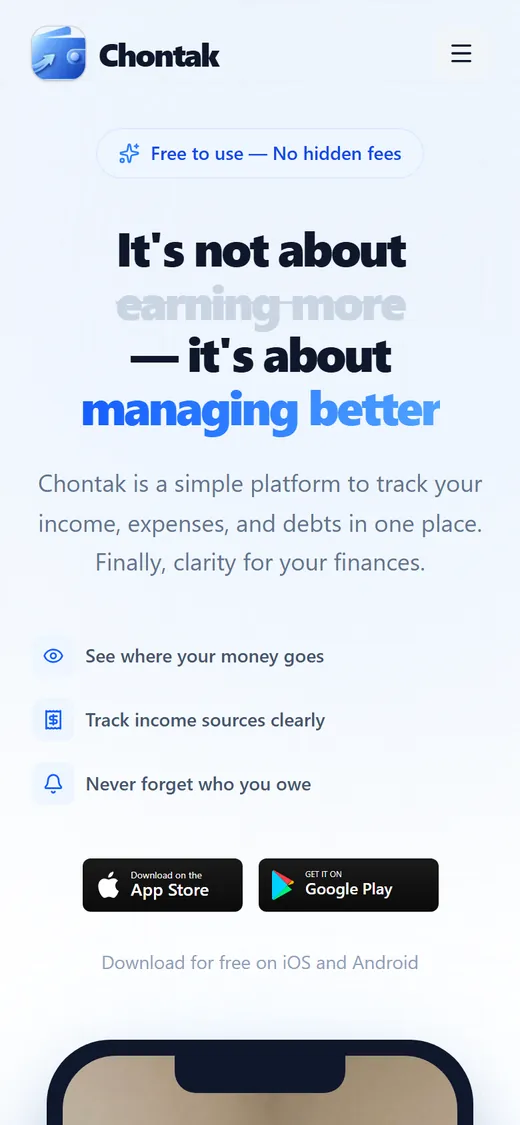 Chontak
Free to use — No hidden fees
It's not about
earning more
— it's about
managing better
Chontak is a simple platform to track your
income, expenses, and debts in one place.
Finally, clarity for your finances.
See where your money goes
Track income sources clearly
Never forget who you owe
Download on the
App Store
GET IT ON
Google Play
Download for free on iOS and Android